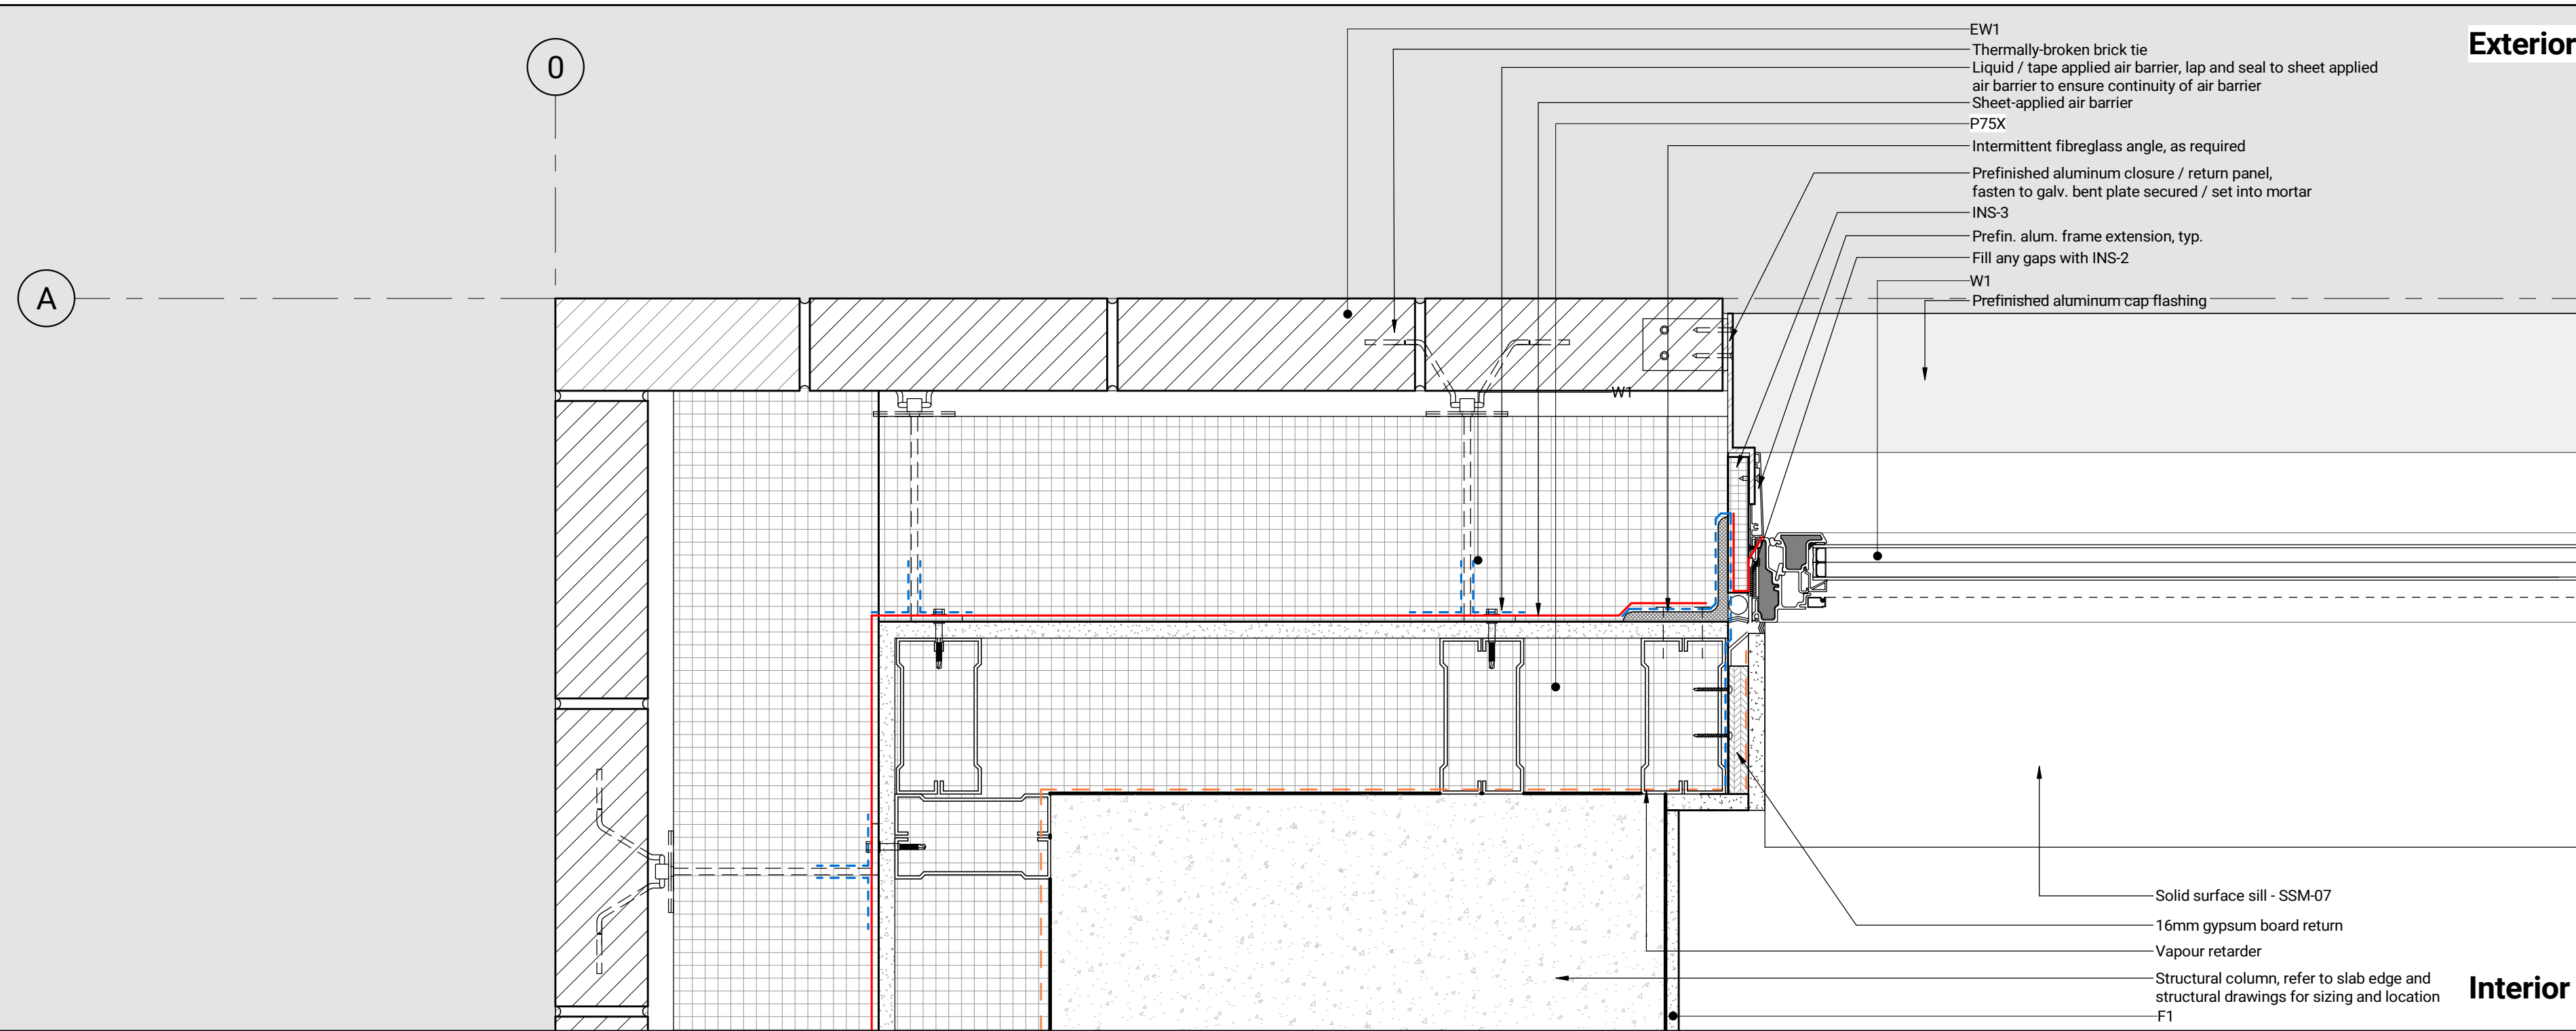 EW1
Exterior
Thermally-broken brick tie
0
Liquid / tape applied air barrier, lap and seal to sheet applied
air barrier to ensure continuity of air barrier
Sheet-applied air barrier
P75X
Intermittent fibreglass angle, as required
Prefinished aluminum closure / return panel,
fasten to galv. bent plate secured / set into mortar
INS-3
Prefin. alum. frame extension, typ.
Fill any gaps with INS-2
W1
A
Prefinished aluminum cap flashing
W1
Solid surface sill - SSM-07
16mm gypsum board return
Vapour retarder
Structural column, refer to slab edge and
structural drawings for sizing and location
Interior
F1